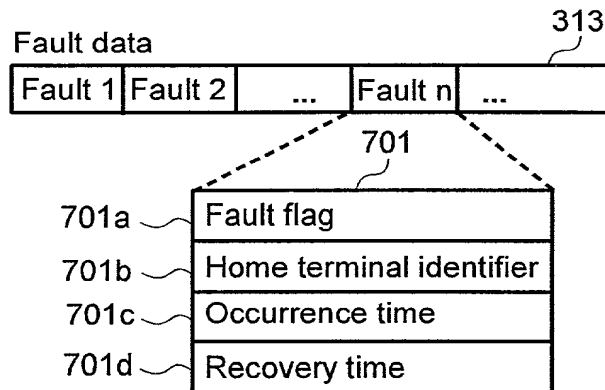 313
Fault data
Fault 1 Fault 2 ... Fault n ...
701
701a Fault flag
701b Home terminal identifier
701c Occurrence time
701d Recovery time